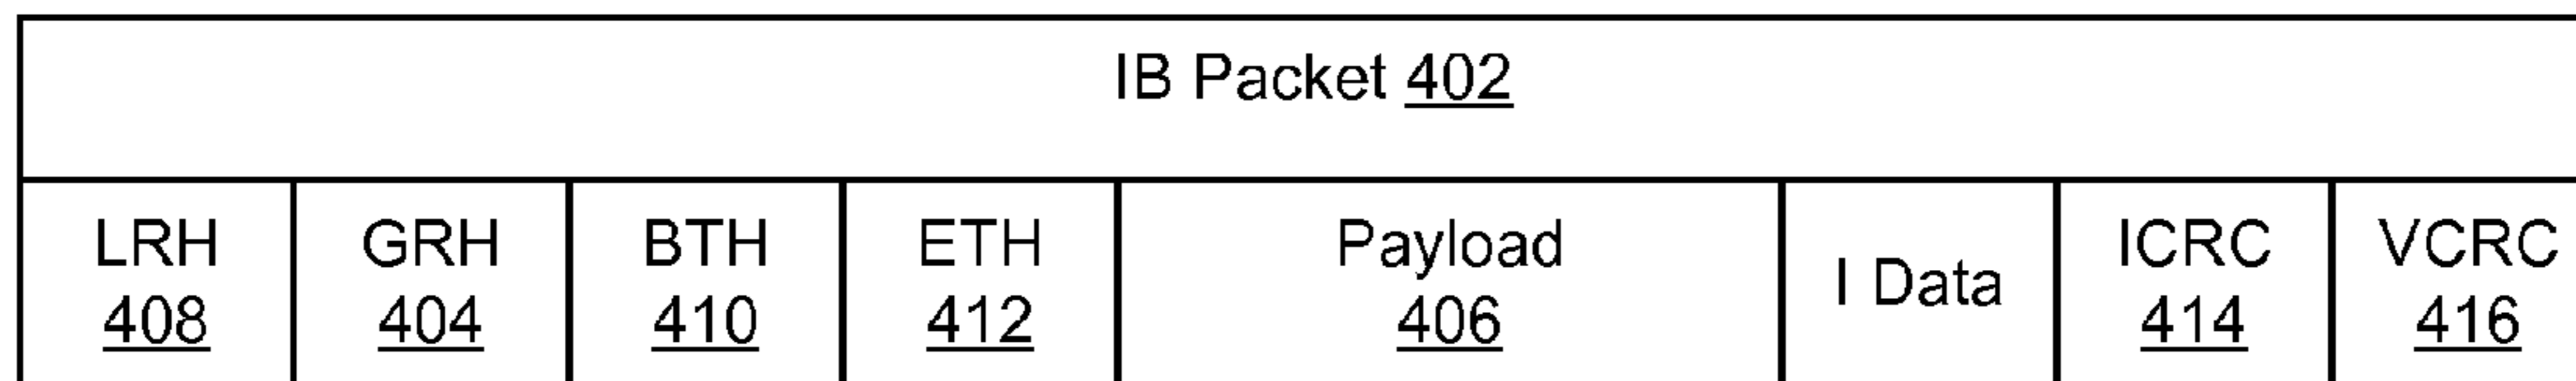 IB Packet 402
LRH GRH BTH ETH Payload I Data ICRC VCRC
408 404 410 412 406 414 416